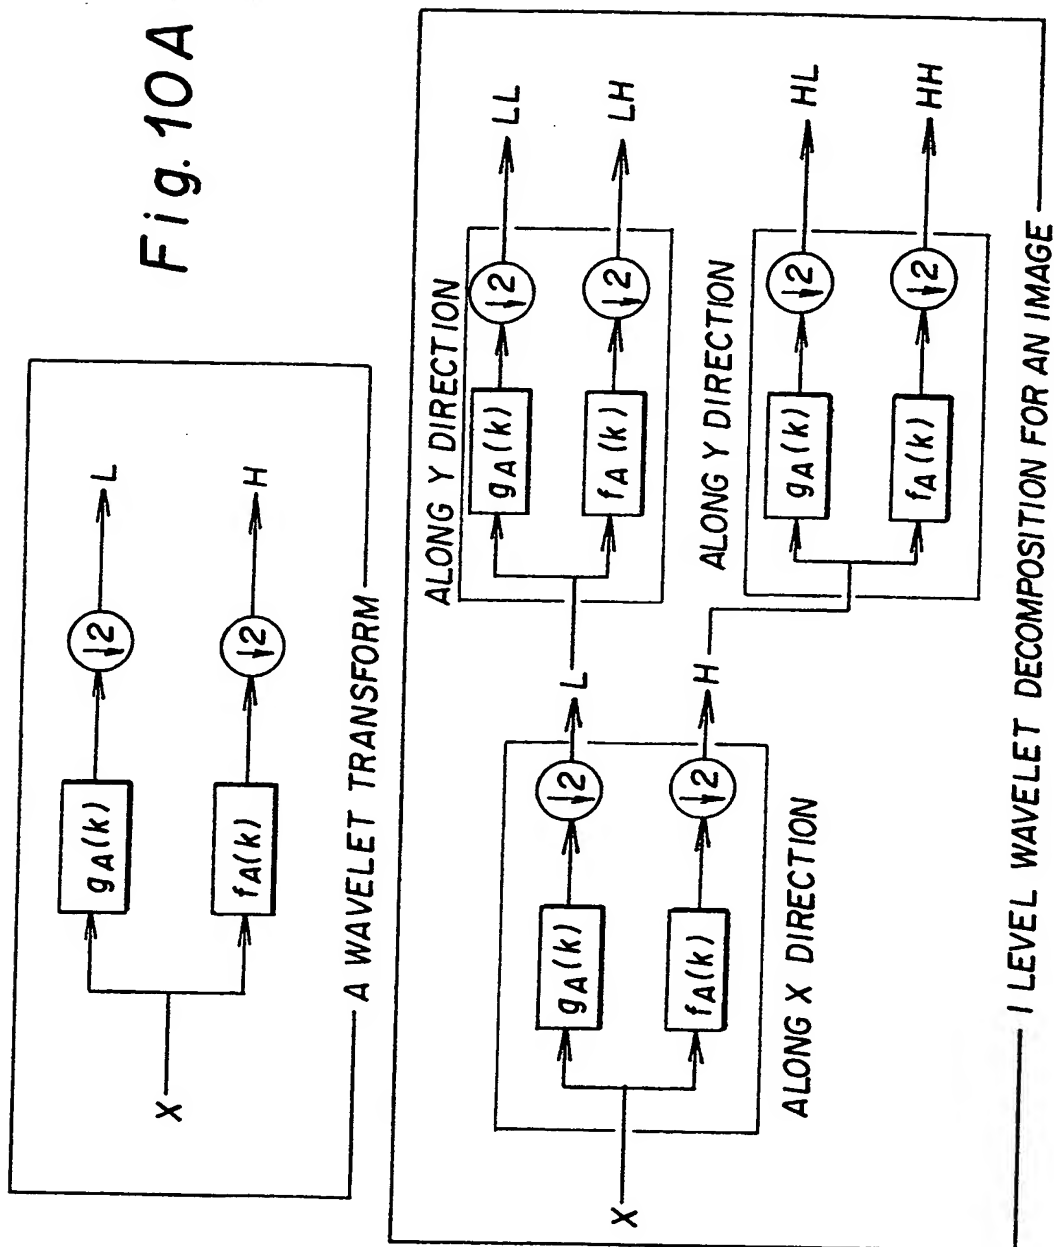 Fig. 10A
X
gA(k)
↓2
L
fA(k)
↓2
H
A WAVELET TRANSFORM
X
gA(k)
↓2
L
fA(k)
↓2
H
ALONG X DIRECTION
ALONG Y DIRECTION
gA(k)
↓2
LL
fA(k)
↓2
LH
ALONG Y DIRECTION
gA(k)
↓2
HL
fA(k)
↓2
HH
1 LEVEL WAVELET DECOMPOSITION FOR AN IMAGE